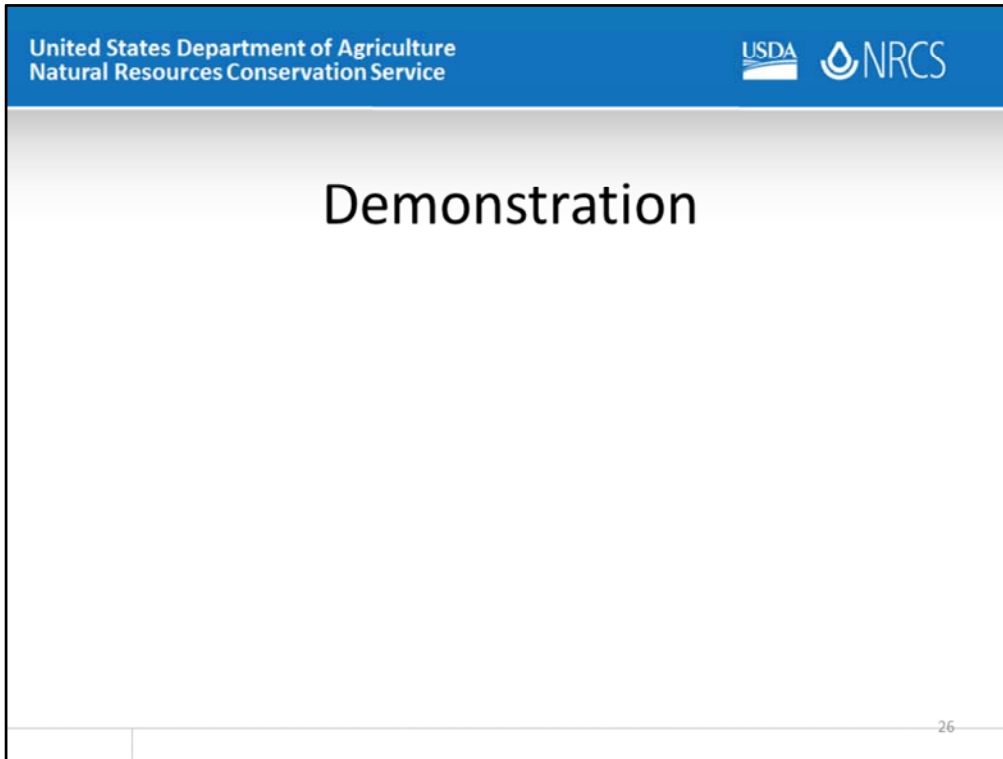 United States Department of Agriculture
Natural Resources Conservation Service
USDA
NRCS
Demonstration
26